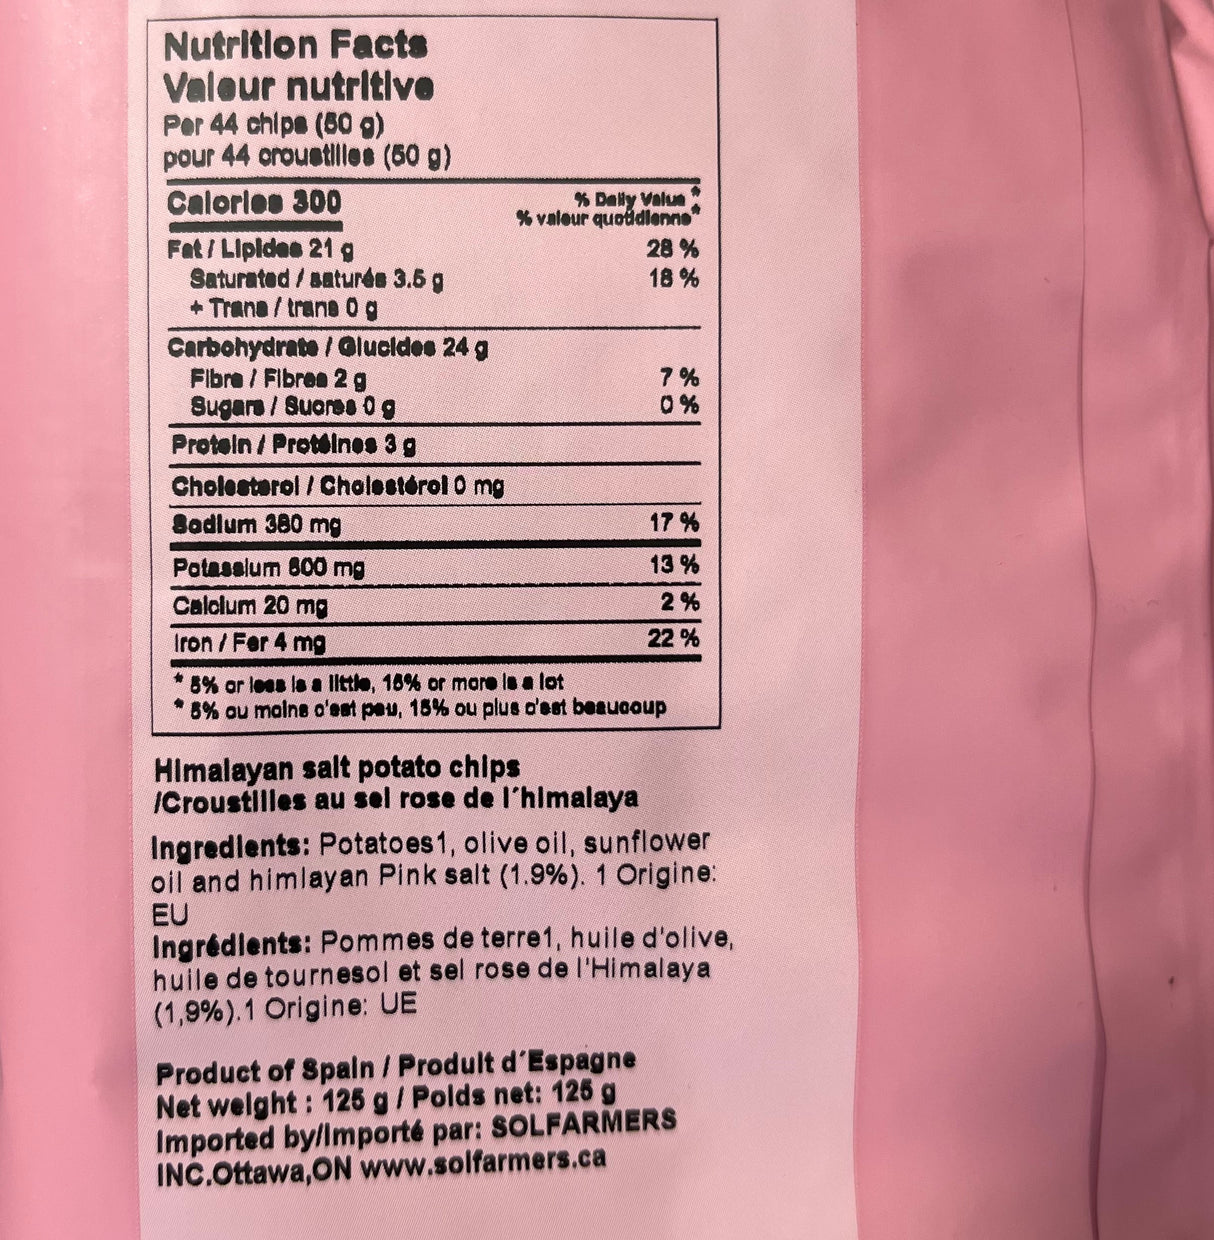 Nutrition Facts
Valeur nutritive
Per 44 chips (50 g)
pour 44 croustilles (50 g)
Calories 300
% Daily Value*
% valeur quotidienne*
Fat / Lipides 21 g 28 %
Saturated / saturés 3.5 g 18 %
+ Trans / trans 0 g
Carbohydrate / Glucides 24 g
Fibre / Fibres 2 g 7 %
Sugars / Sucres 0 g 0 %
Protein / Protéines 3 g
Cholesterol / Cholestérol 0 mg
Sodium 380 mg 17 %
Potassium 600 mg 13 %
Calcium 20 mg 2 %
Iron / Fer 4 mg 22 %
* 5% or less is a little, 15% or more is a lot
* 5% ou moins c'est peu, 15% ou plus c'est beaucoup
Himalayan salt potato chips
/Croustilles au sel rose de l´himalaya
Ingredients: Potatoes1, olive oil, sunflower
oil and himlayan Pink salt (1.9%). 1 Origine:
EU
Ingrédients: Pommes de terre1, huile d'olive,
huile de tournesol et sel rose de l'Himalaya
(1,9%).1 Origine: UE
Product of Spain / Produit d´Espagne
Net weight : 125 g / Poids net: 125 g
Imported by/Importé par: SOLFARMERS
INC.Ottawa,ON www.solfarmers.ca